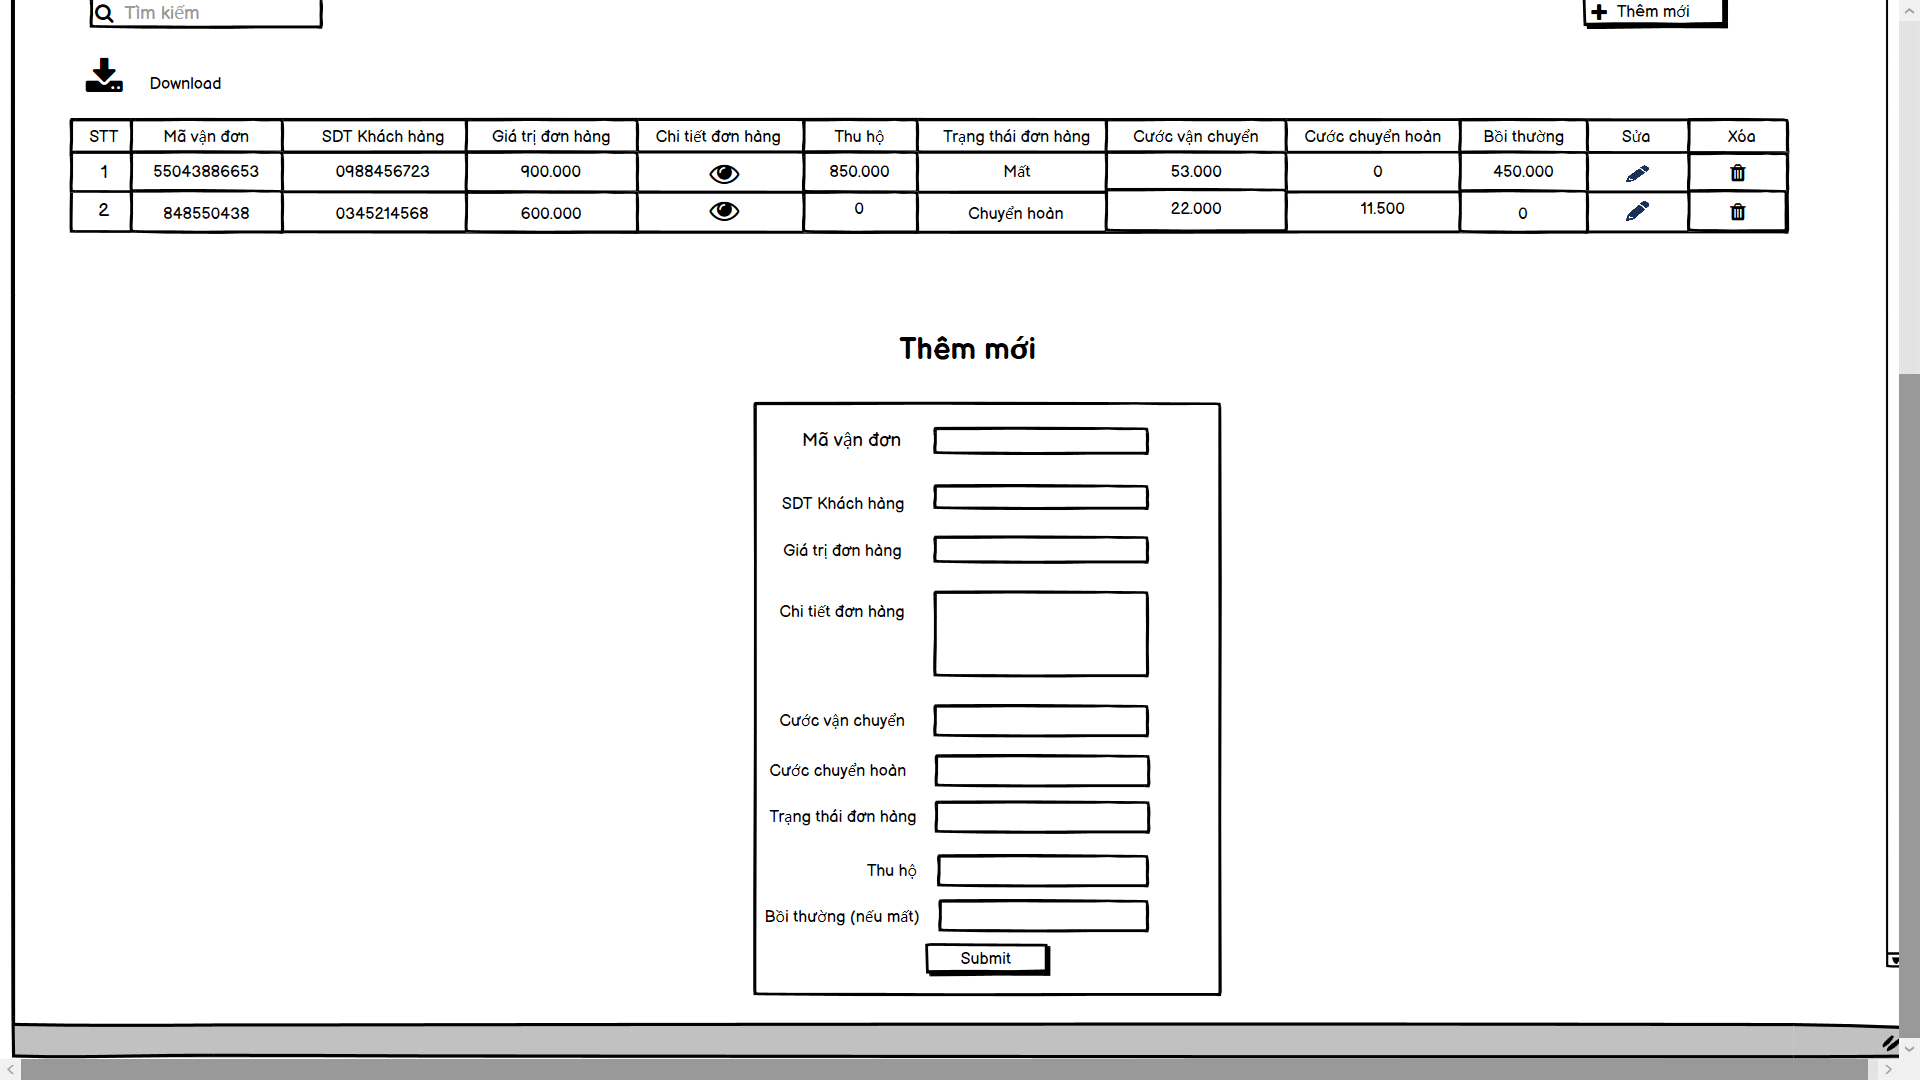 Tìm kiếm
Thêm mới
Download
STT Mã vận đơn SDT Khách hàng Giá trị đơn hàng Chi tiết đơn hàng Thu hộ Trạng thái đơn hàng Cước vận chuyển Cước chuyển hoàn Bồi thường Sửa Xóa
1 55043886653 0988456723 900.000 850.000 Mất 53.000 0 450.000
2 848550438 0345214568 600.000 0 Chuyển hoàn 22.000 11.500 0
Thêm mới
Mã vận đơn
SDT Khách hàng
Giá trị đơn hàng
Chi tiết đơn hàng
Cước vận chuyển
Cước chuyển hoàn
Trạng thái đơn hàng
Thu hộ
Bồi thường (nếu mất)
Submit